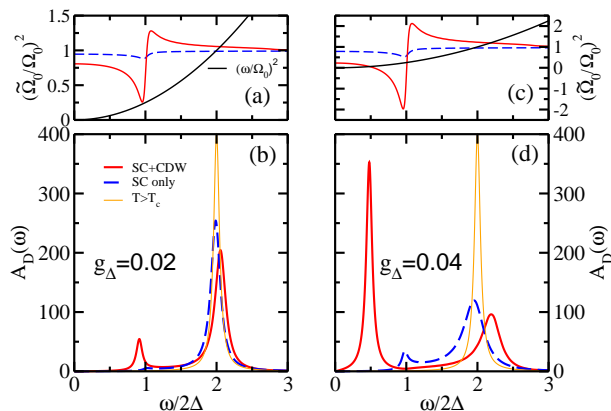 (Ω̃₀/Ω₀)²
1.5
1
0.5
0
(ω/Ω₀)²
(a)
(c)
2
1
0
-1
-2
(Ω̃₀/Ω₀)²
A_D(ω)
400
300
200
100
0
(b)
SC+CDW
SC only
T>T_c
g_Δ=0.02
(d)
g_Δ=0.04
400
300
200
100
0
A_D(ω)
0 1 2 3
0 1 2 3
ω/2Δ
ω/2Δ